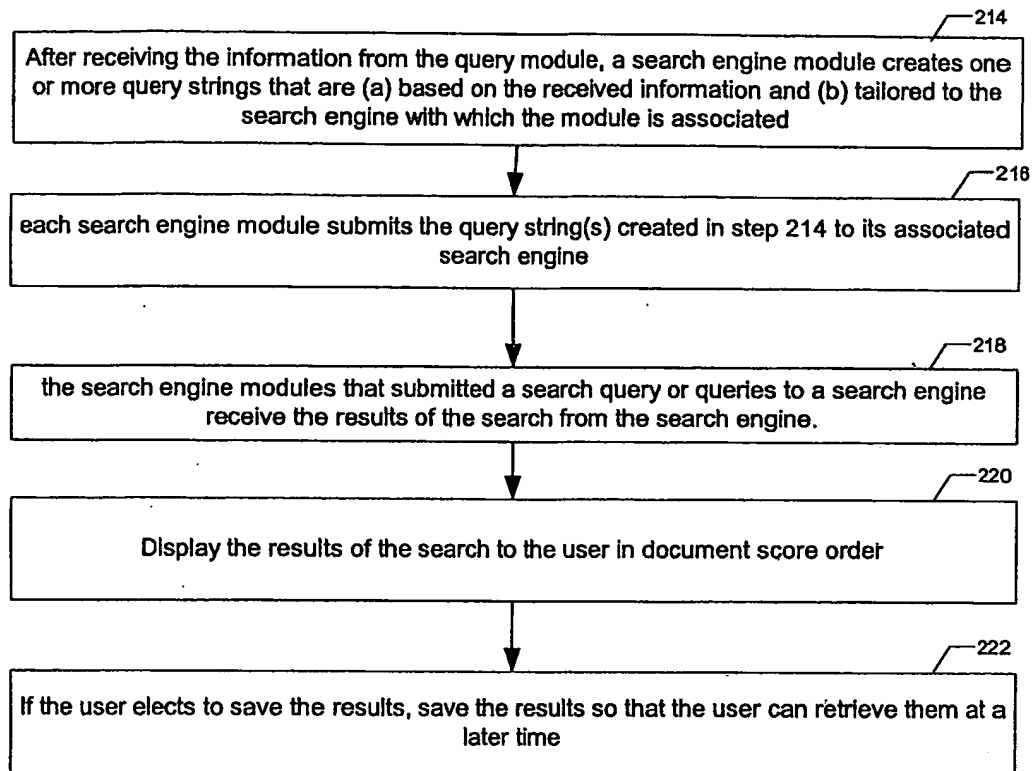 214
After receiving the information from the query module, a search engine module creates one
or more query strings that are (a) based on the received information and (b) tailored to the
search engine with which the module is associated
216
each search engine module submits the query string(s) created in step 214 to its associated
search engine
218
the search engine modules that submitted a search query or queries to a search engine
receive the results of the search from the search engine.
220
Display the results of the search to the user in document score order
222
If the user elects to save the results, save the results so that the user can retrieve them at a
later time